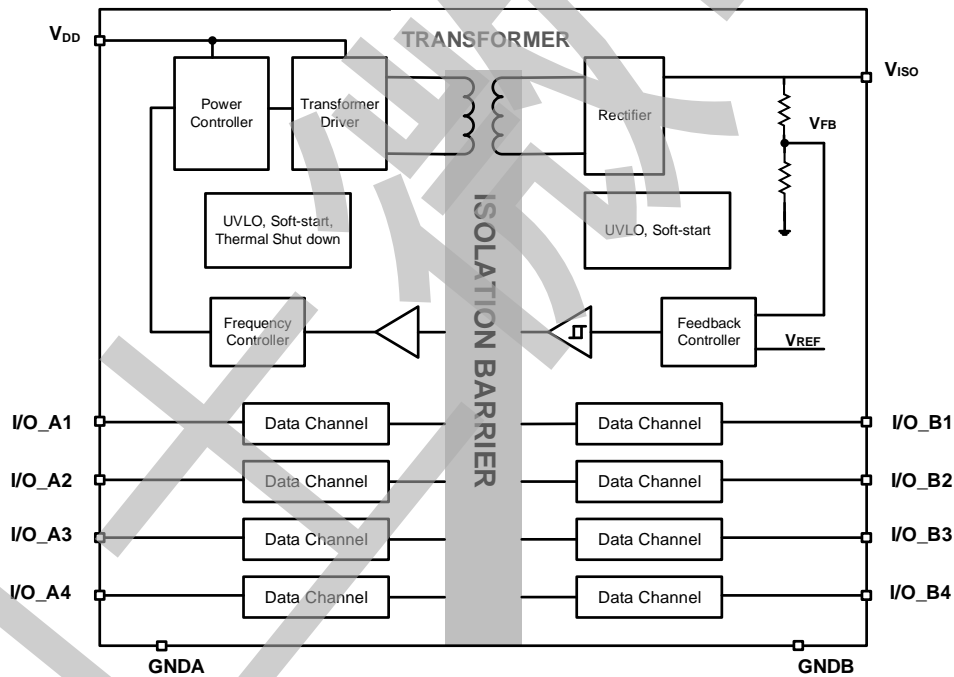 VDD
TRANSFORMER
VISO
Power
Controller
Transformer
Driver
Rectifier
VFB
UVLO, Soft-start,
Thermal Shut down
ISOLATION BARRIER
UVLO, Soft-start
Frequency
Controller
Feedback
Controller
VREF
I/O_A1
Data Channel
Data Channel
I/O_B1
I/O_A2
Data Channel
Data Channel
I/O_B2
I/O_A3
Data Channel
Data Channel
I/O_B3
I/O_A4
Data Channel
Data Channel
I/O_B4
GNDA
GNDB